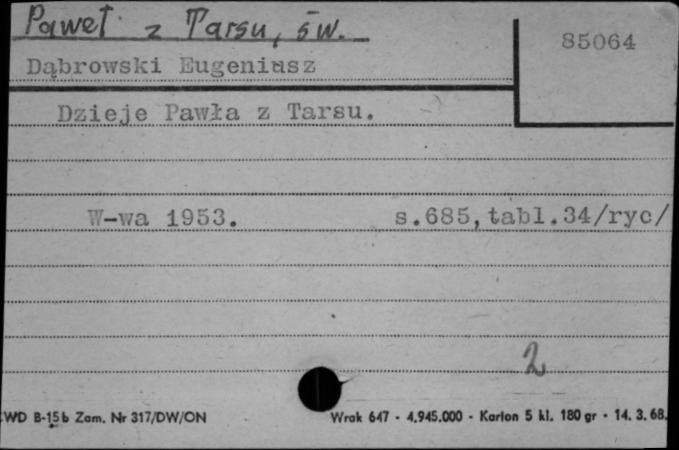 Paweł z Tarsu, św.
85064
Dąbrowski Eugeniusz
Dzieje Pawła z Tarsu.
W-wa 1953. s.685,tabl.34/ryc/
2
WD B-15b Zam. Nr 317/DW/ON Wrak 647 - 4.945.000 - Karton 5 kl. 180 gr - 14. 3. 68.